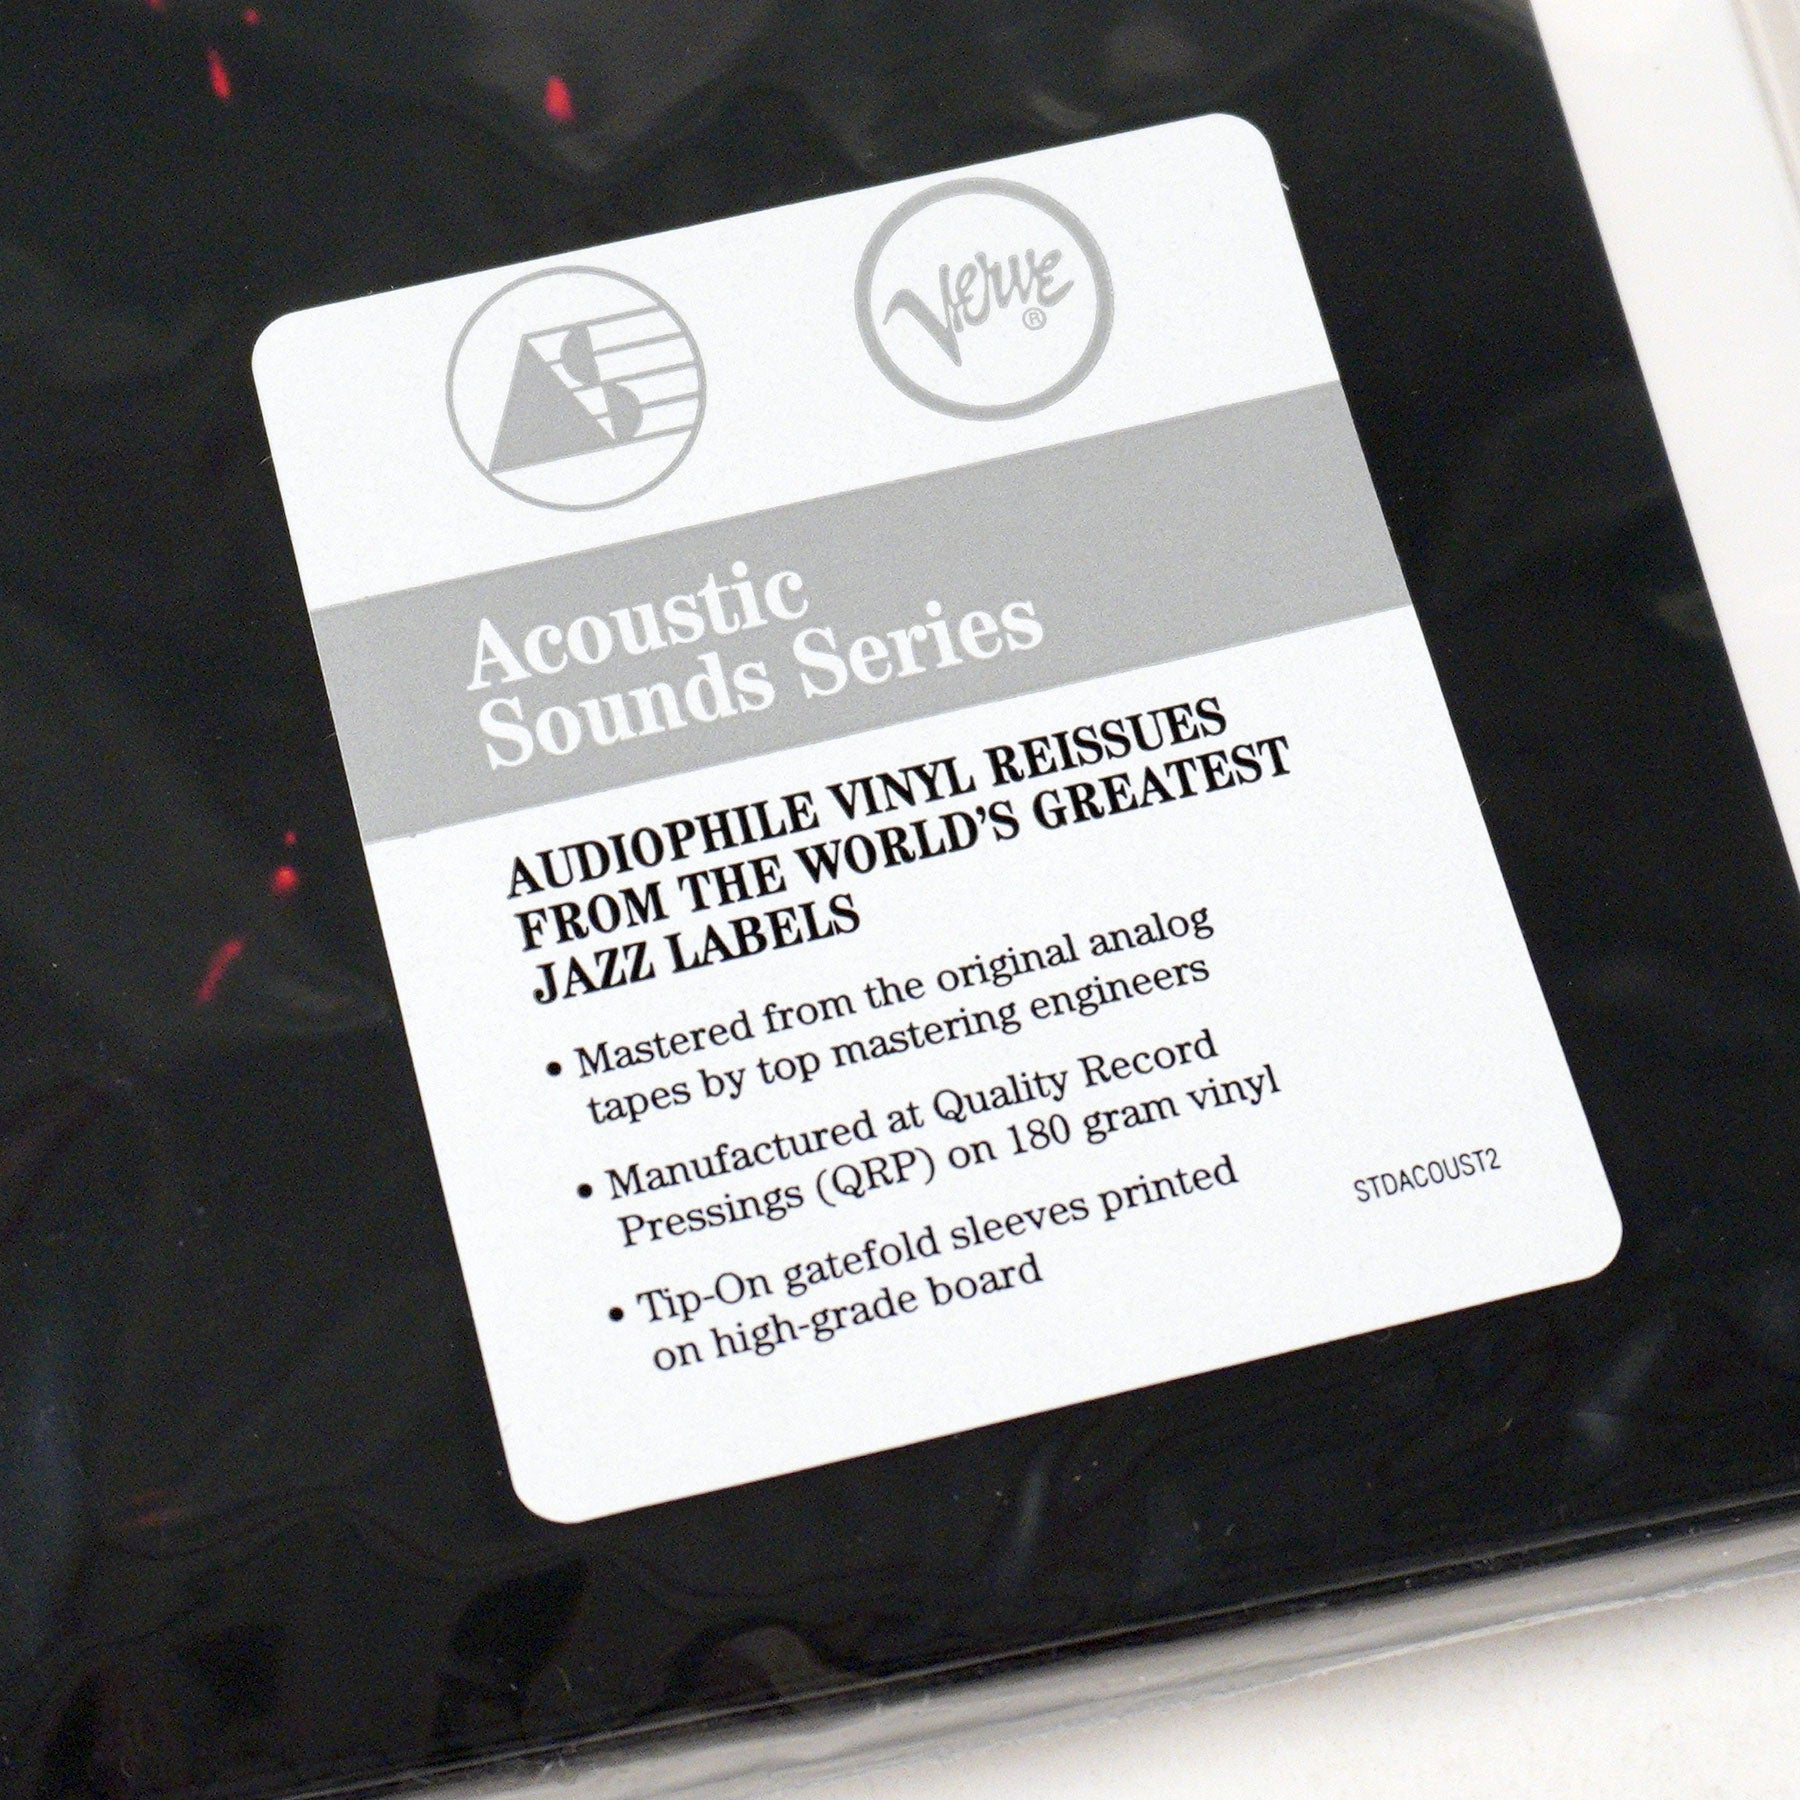 AS
Verve ®
Acoustic
Sounds Series
AUDIOPHILE VINYL REISSUES
FROM THE WORLD'S GREATEST
JAZZ LABELS
• Mastered from the original analog
tapes by top mastering engineers
• Manufactured at Quality Record
Pressings (QRP) on 180 gram vinyl
• Tip-On gatefold sleeves printed
on high-grade board
STDACOUST2